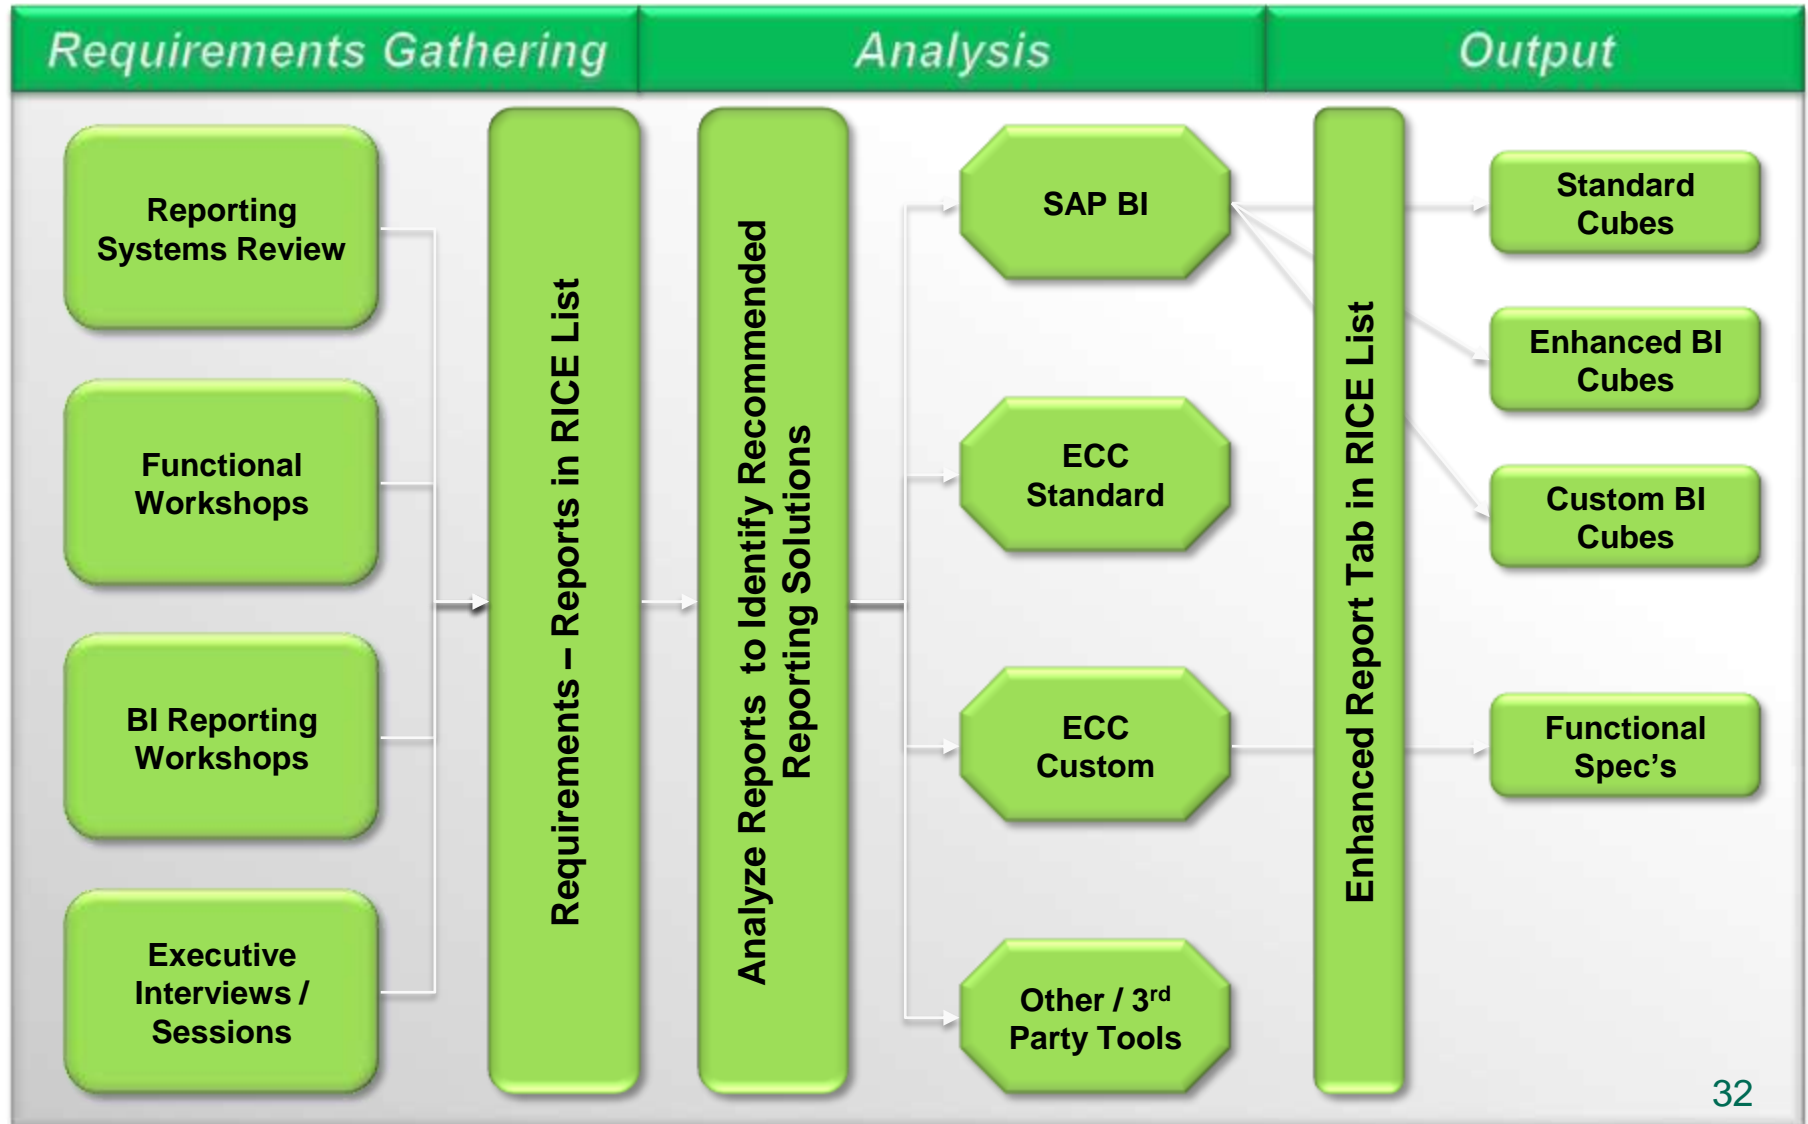 Requirements Gathering
Analysis
Output
Reporting
Systems Review
Functional
Workshops
BI Reporting
Workshops
Executive
Interviews /
Sessions
Requirements – Reports in RICE List
Analyze Reports to Identify Recommended
Reporting Solutions
SAP BI
ECC
Standard
ECC
Custom
Other / 3rd
Party Tools
Enhanced Report Tab in RICE List
Standard
Cubes
Enhanced BI
Cubes
Custom BI
Cubes
Functional
Spec’s
32